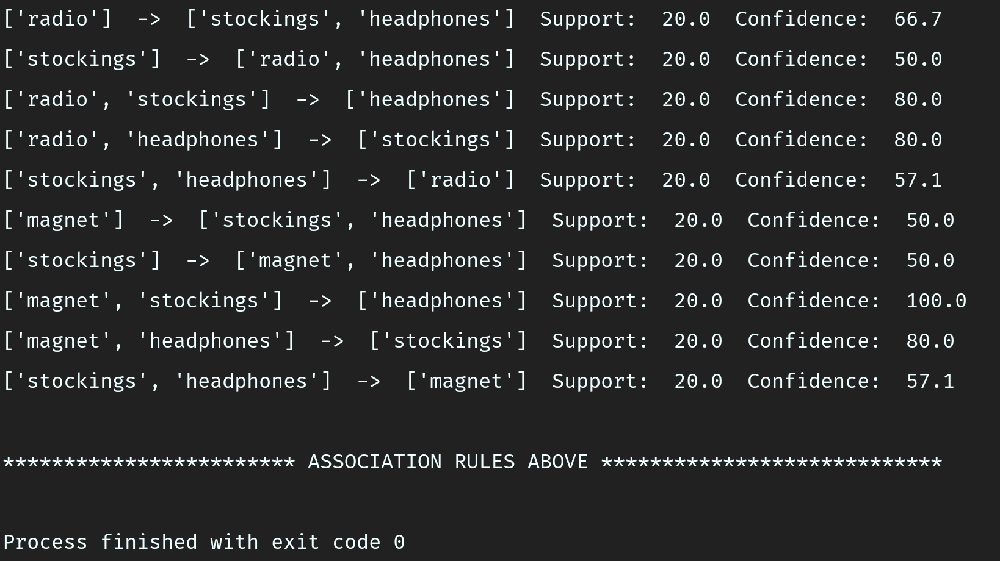 ['radio']  ->  ['stockings', 'headphones']  Support:  20.0  Confidence:  66.7
['stockings']  ->  ['radio', 'headphones']  Support:  20.0  Confidence:  50.0
['radio', 'stockings']  ->  ['headphones']  Support:  20.0  Confidence:  80.0
['radio', 'headphones']  ->  ['stockings']  Support:  20.0  Confidence:  80.0
['stockings', 'headphones']  ->  ['radio']  Support:  20.0  Confidence:  57.1
['magnet']  ->  ['stockings', 'headphones']  Support:  20.0  Confidence:  50.0
['stockings']  ->  ['magnet', 'headphones']  Support:  20.0  Confidence:  50.0
['magnet', 'stockings']  ->  ['headphones']  Support:  20.0  Confidence:  100.0
['magnet', 'headphones']  ->  ['stockings']  Support:  20.0  Confidence:  80.0
['stockings', 'headphones']  ->  ['magnet']  Support:  20.0  Confidence:  57.1
************************ ASSOCIATION RULES ABOVE ****************************
Process finished with exit code 0